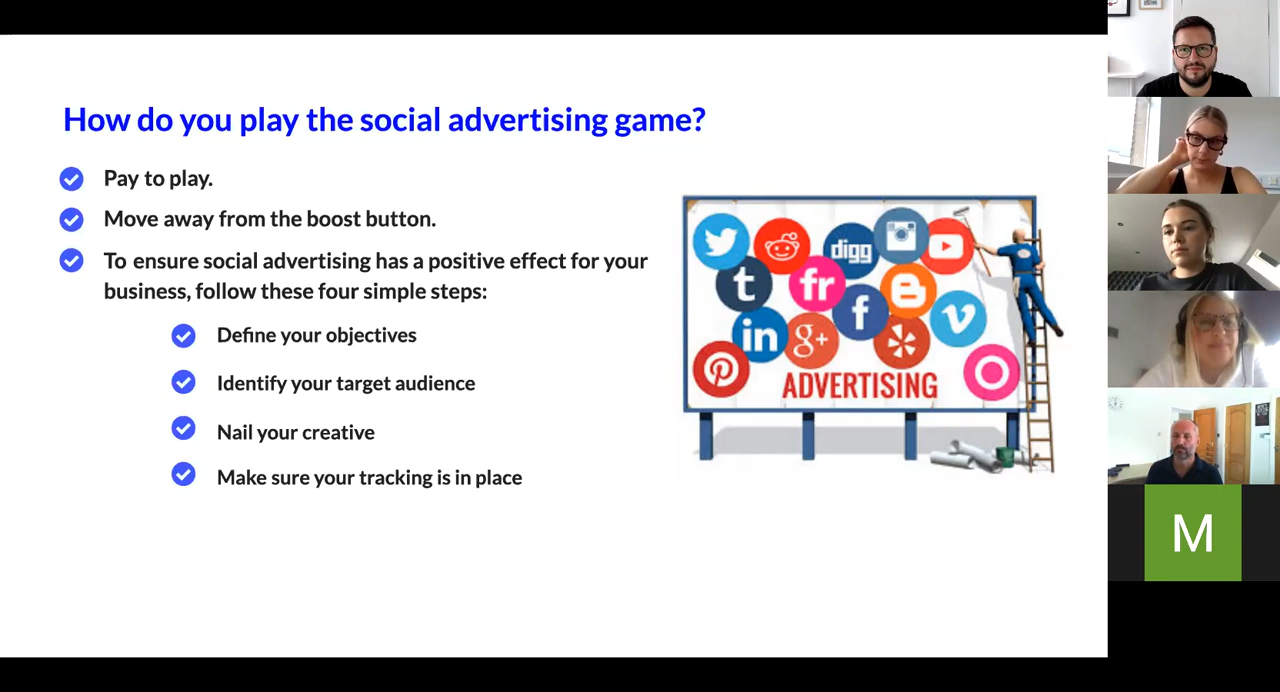 How do you play the social advertising game?
Pay to play.
Move away from the boost button.
To ensure social advertising has a positive effect for your
business, follow these four simple steps:
Define your objectives
Identify your target audience
Nail your creative
Make sure your tracking is in place
digg
t
fr
f
in
g+
ADVERTISING
M